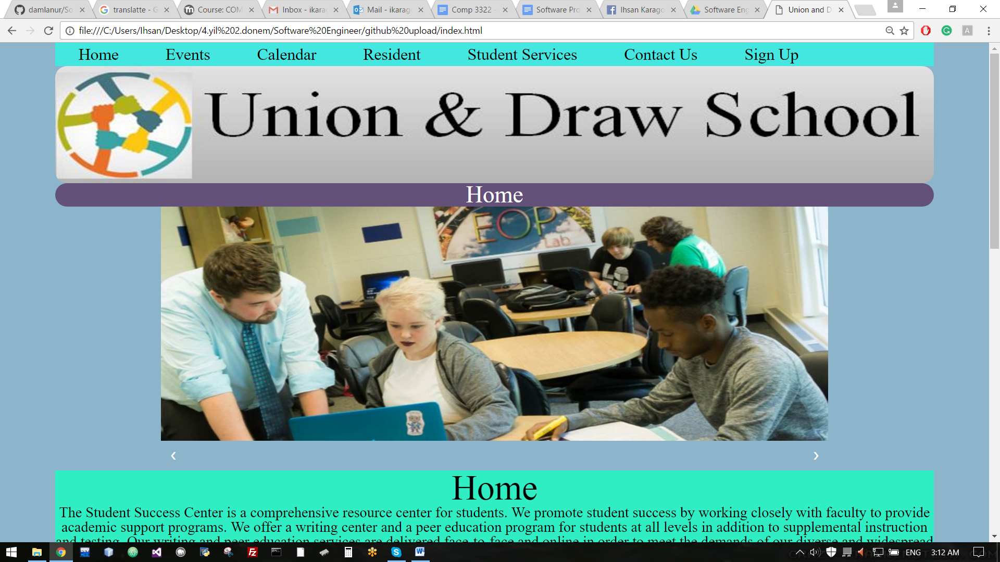 damlanur/So
translatte - G
Course: COM
Inbox - ikarag
Mail - ikarago
Comp 3322 -
Software Pro
Ihsan Karago
Software Eng
Union and D
file:///C:/Users/Ihsan/Desktop/4.yil%202.donem/Software%20Engineer/github%20upload/index.html
Home Events Calendar Resident Student Services Contact Us Sign Up
Union & Draw School
Home
EOP
Lab
‹ ›
Home
The Student Success Center is a comprehensive resource center for students. We promote student success by working closely with faculty to provide
academic support programs. We offer a writing center and a peer education program for students at all levels in addition to supplemental instruction
and testing. Our writing and peer education services are delivered face-to-face and online in order to meet the demands of our diverse and widespread
ENG 3:12 AM